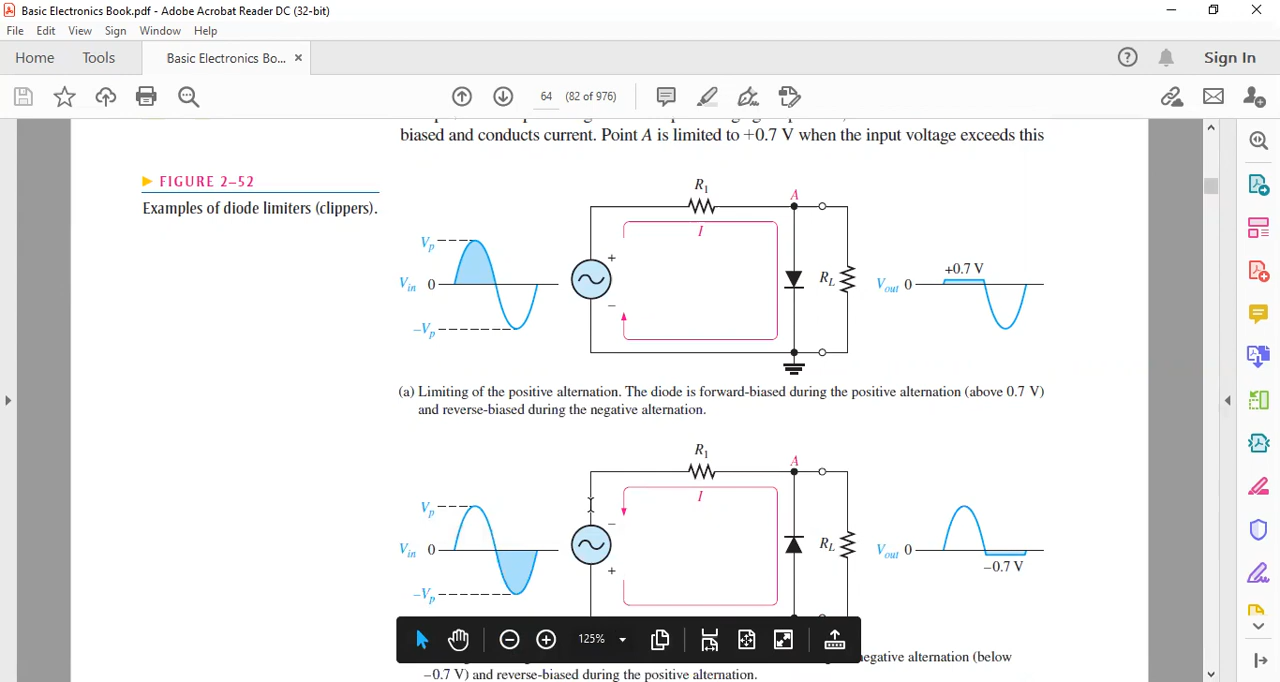 Basic Electronics Book.pdf - Adobe Acrobat Reader DC (32-bit)
File Edit View Sign Window Help
Home Tools Basic Electronics Bo... × Sign In
64 (82 of 976)
biased and conducts current. Point A is limited to +0.7 V when the input voltage exceeds this
FIGURE 2–52
Examples of diode limiters (clippers).
R1
A
I
Vp
+
+0.7 V
Vin 0
RL
Vout 0
–
–Vp
(a) Limiting of the positive alternation. The diode is forward-biased during the positive alternation (above 0.7 V)
and reverse-biased during the negative alternation.
R1
A
I
Vp
–
Vin 0
RL
Vout 0
+
–0.7 V
–Vp
125%
negative alternation (below
–0.7 V) and reverse-biased during the positive alternation.